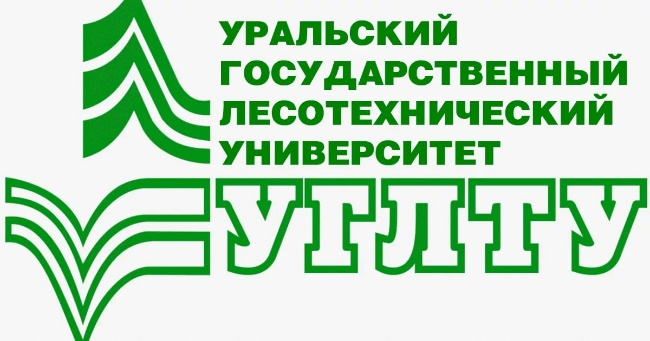 УРАЛЬСКИЙ
ГОСУДАРСТВЕННЫЙ
ЛЕСОТЕХНИЧЕСКИЙ
УНИВЕРСИТЕТ
УГЛТУ